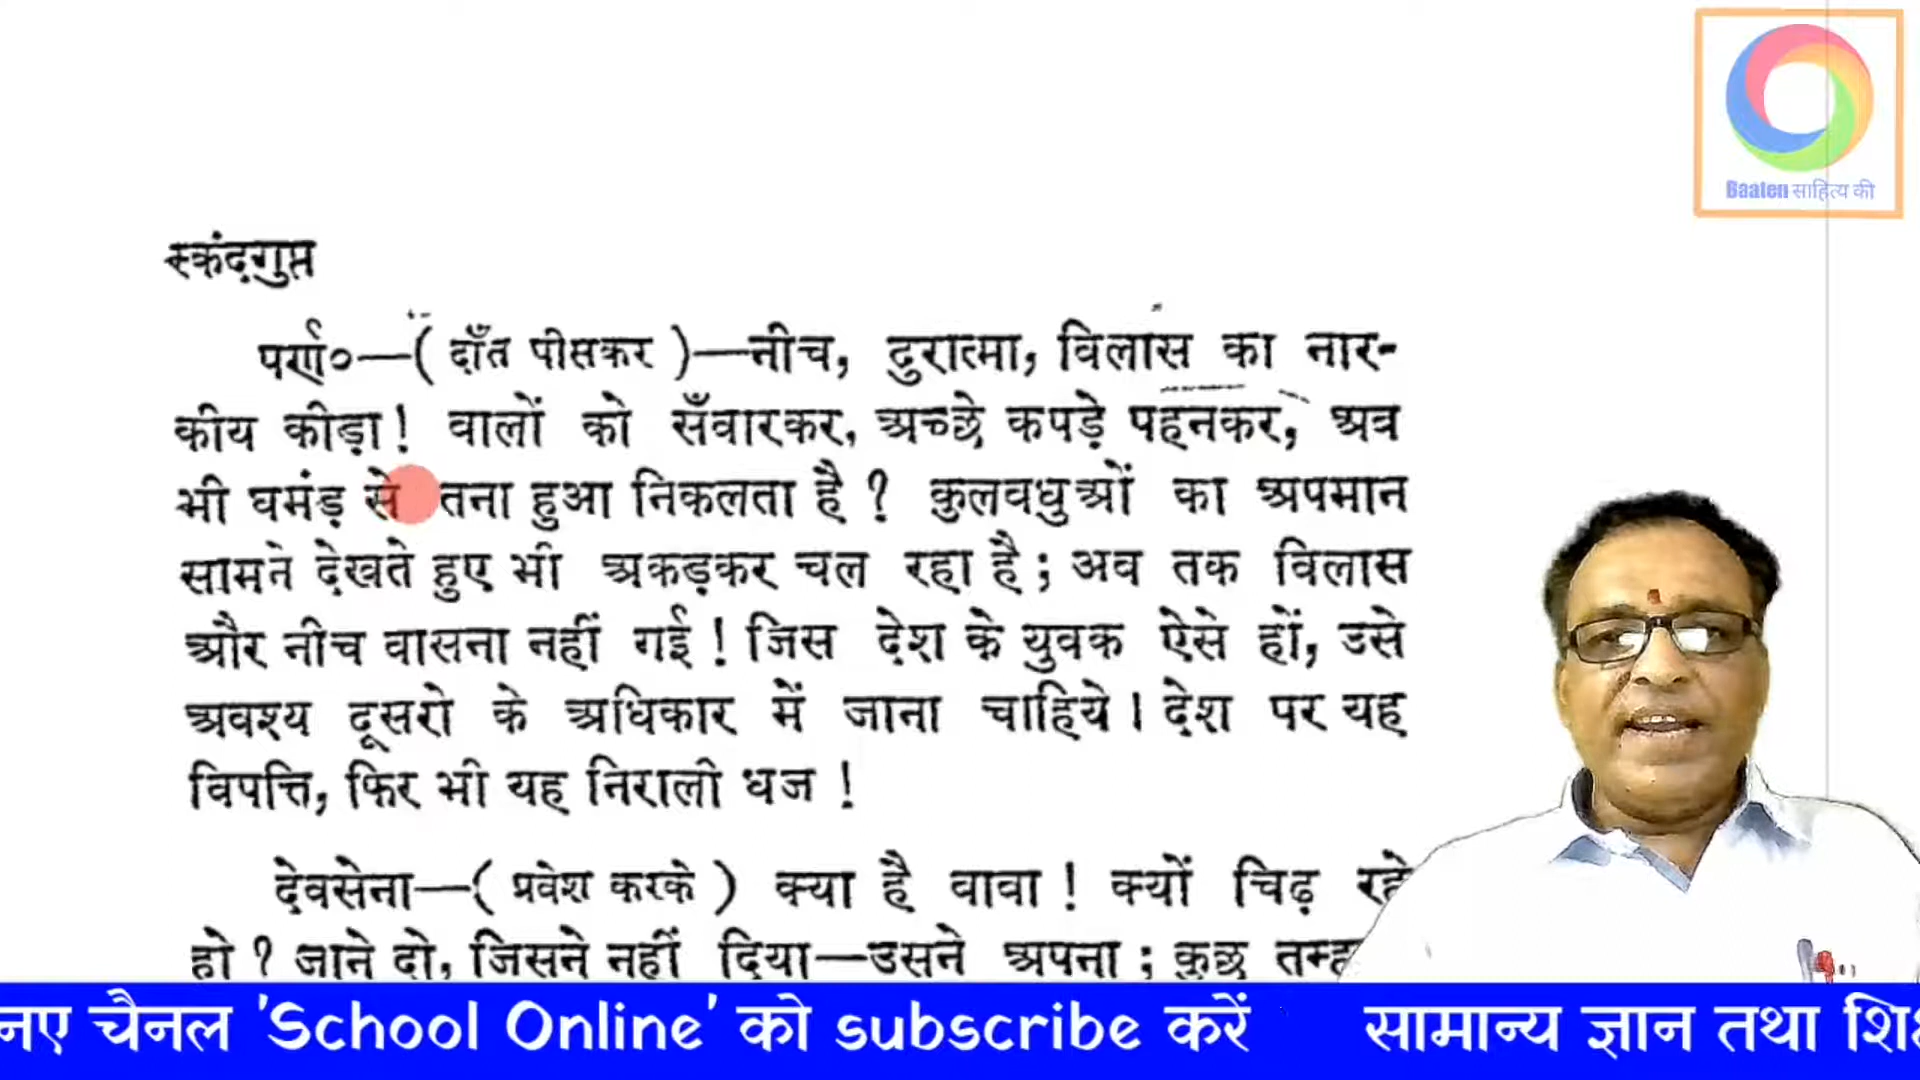 Baaten साहित्य की
स्कंदगुप्त
पर्ण०—( दाँत पीसकर )—नीच, दुरात्मा, विलास का नार-
कीय कीड़ा! वालों को सँवारकर, अच्छे कपड़े पहनकर, अव
भी घमंड़ से तना हुआ निकलता है ? कुलवधुओं का अपमान
सामने देखते हुए भी अकड़कर चल रहा है ; अव तक विलास
और नीच वासना नहीं गई ! जिस देश के युवक ऐसे हों, उसे
अवश्य दूसरो के अधिकार में जाना चाहिये । देश पर यह
विपत्ति, फिर भी यह निराली धज !
देवसेना—( प्रवेश करके ) क्या है वावा ! क्यों चिढ़ रहे
हो ? जाने दो, जिसने नहीं दिया—उसने अपना ; कुछ
नए चैनल 'School Online' को subscribe करें सामान्य ज्ञान तथा